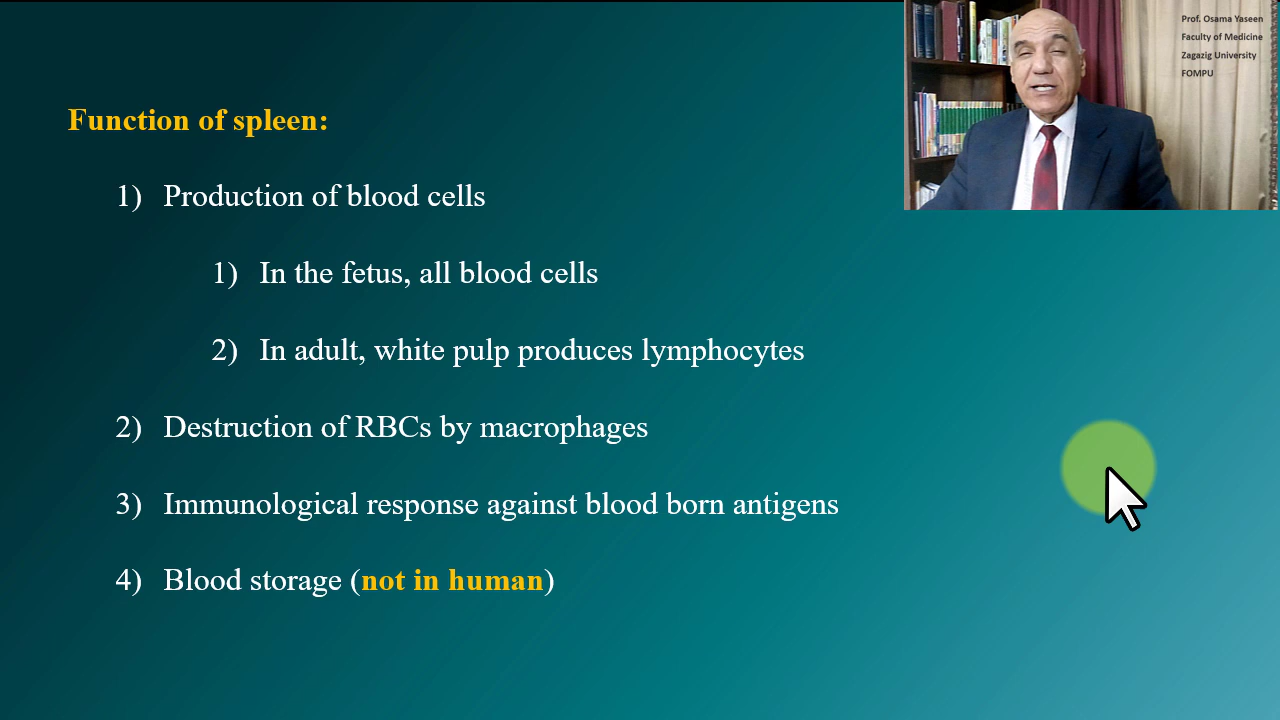 Prof. Osama Yaseen
Faculty of Medicine
Zagazig University
FOMPU
Function of spleen:
1) Production of blood cells
1) In the fetus, all blood cells
2) In adult, white pulp produces lymphocytes
2) Destruction of RBCs by macrophages
3) Immunological response against blood born antigens
4) Blood storage (not in human)